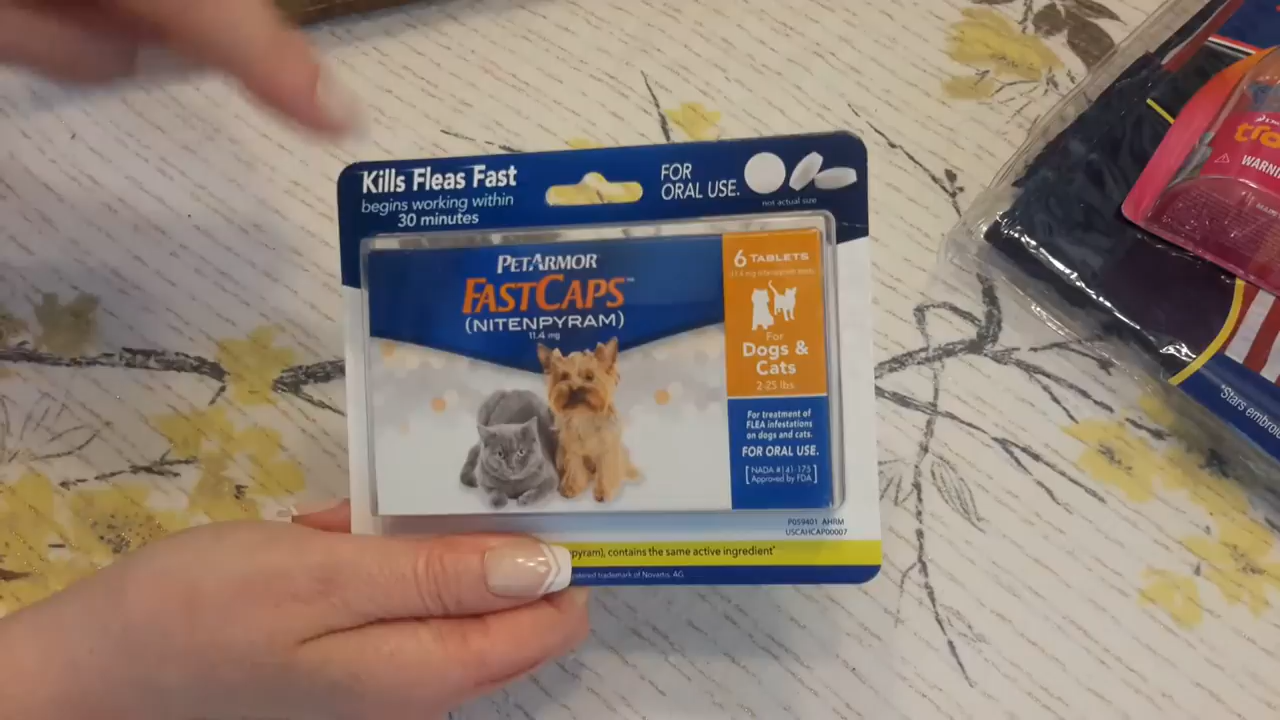 Kills Fleas Fast
begins working within
30 minutes
FOR
ORAL USE.
not actual size
PETARMOR
FASTCAPS™
(NITENPYRAM)
11.4 mg
6 TABLETS
For
Dogs &
Cats
2-25 lbs
For treatment of
FLEA infestations
on dogs and cats.
FOR ORAL USE.
[NADA #141-175
Approved by FDA]
P059401 AHRM
USCAHCAP00007
pyram), contains the same active ingredient*
trademark of Novartis, AG.
WARNI
*Stars embroi